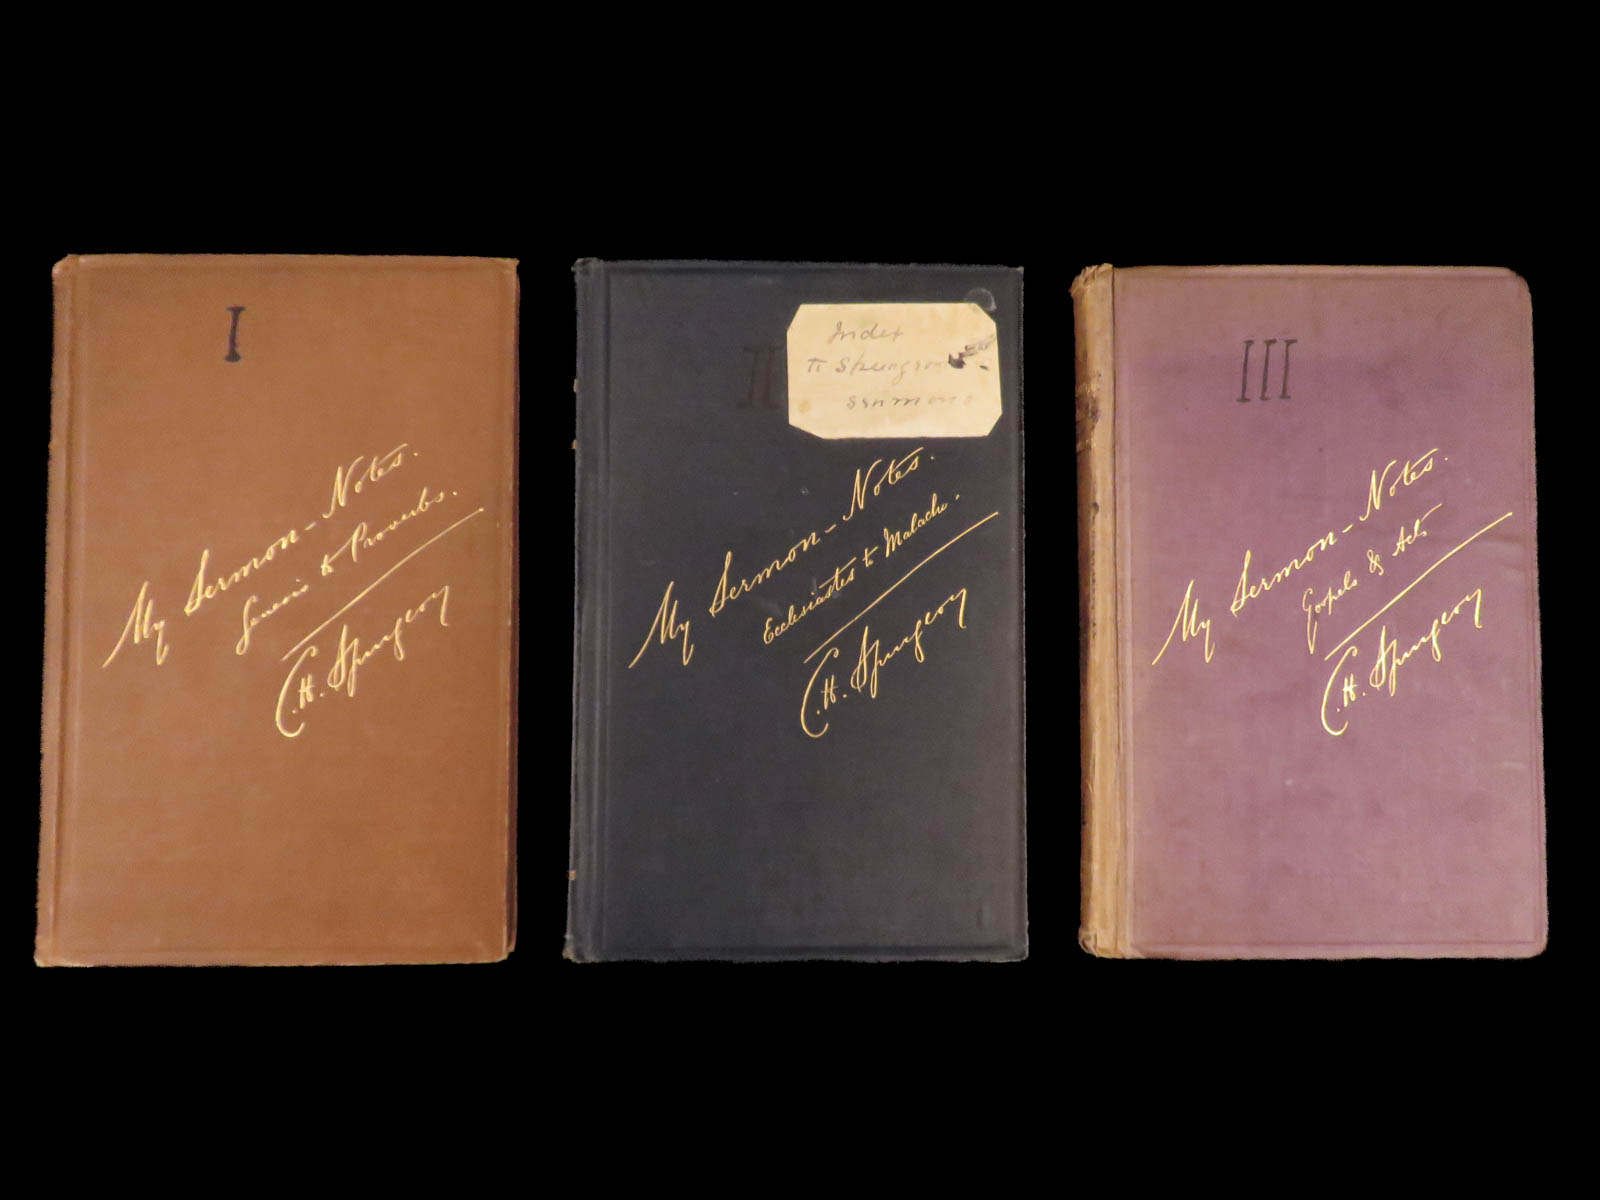 I
My Sermon-Notes.
Genesis to Proverbs.
C. H. Spurgeon
II
Index
to Spurgeon
Sermons
My Sermon-Notes.
Ecclesiastes to Malachi.
C. H. Spurgeon
III
My Sermon-Notes.
Gospels & Acts
C. H. Spurgeon